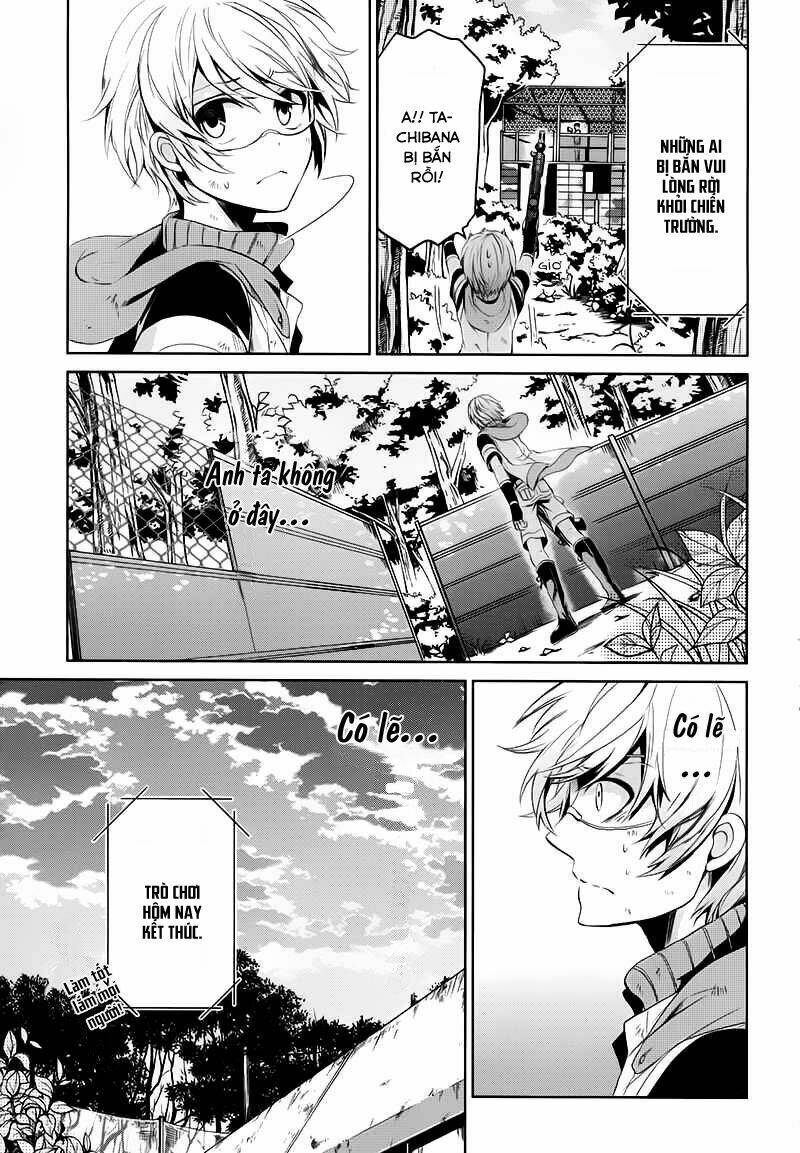 NHỮNG AI
BỊ BẮN VUI
LÒNG RỜI
KHỎI CHIẾN
TRƯỜNG.
A!! TA-
CHIBANA
BỊ BẮN
RỒI!
Giơ
Anh ta không
ở đây...
Có lẽ
...
Có lẽ...
TRÒ CHƠI
HÔM NAY
KẾT THÚC.
Làm tốt
lắm mọi
người!